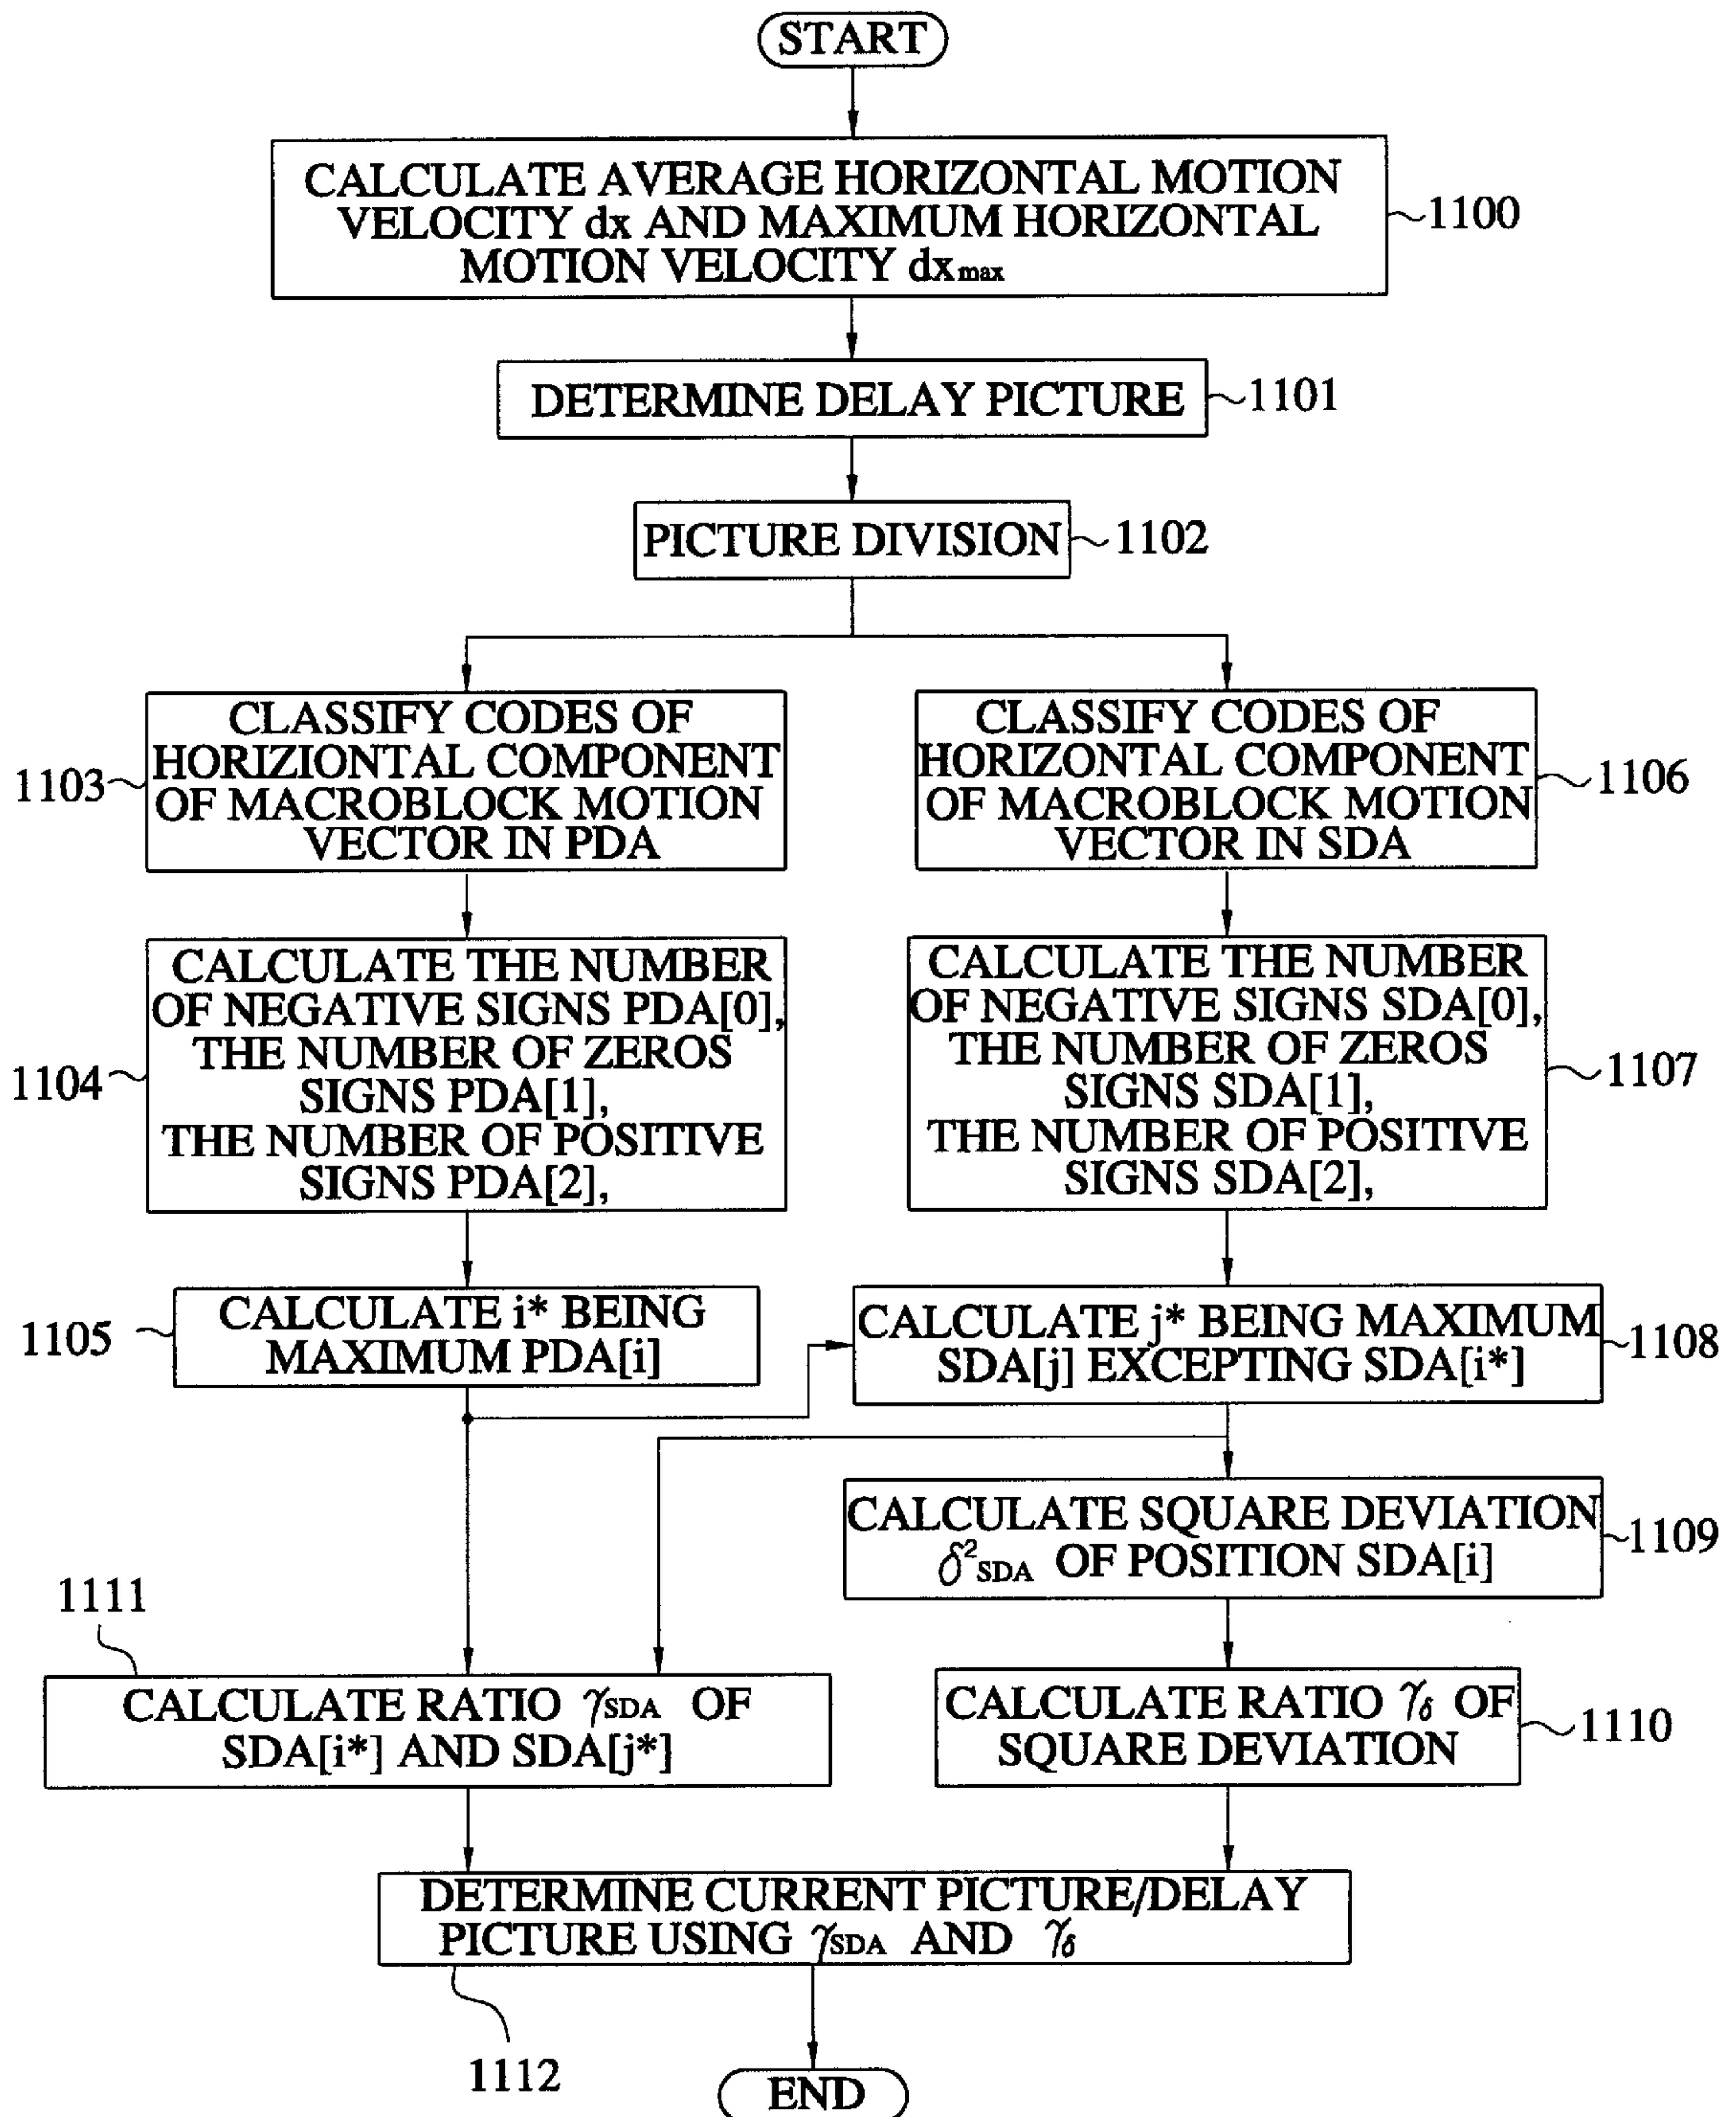 START
CALCULATE AVERAGE HORIZONTAL MOTION
VELOCITY dx AND MAXIMUM HORIZONTAL
MOTION VELOCITY dxmax
1100
DETERMINE DELAY PICTURE
1101
PICTURE DIVISION
1102
CLASSIFY CODES OF
HORIZIONTAL COMPONENT
OF MACROBLOCK MOTION
VECTOR IN PDA
1103
CLASSIFY CODES OF
HORIZONTAL COMPONENT
OF MACROBLOCK MOTION
VECTOR IN SDA
1106
CALCULATE THE NUMBER
OF NEGATIVE SIGNS PDA[0],
THE NUMBER OF ZEROS
SIGNS PDA[1],
THE NUMBER OF POSITIVE
SIGNS PDA[2],
1104
CALCULATE THE NUMBER
OF NEGATIVE SIGNS SDA[0],
THE NUMBER OF ZEROS
SIGNS SDA[1],
THE NUMBER OF POSITIVE
SIGNS SDA[2],
1107
CALCULATE i* BEING
MAXIMUM PDA[i]
1105
CALCULATE j* BEING MAXIMUM
SDA[j] EXCEPTING SDA[i*]
1108
CALCULATE SQUARE DEVIATION
δ²SDA OF POSITION SDA[i]
1109
1111
CALCULATE RATIO γSDA OF
SDA[i*] AND SDA[j*]
CALCULATE RATIO γδ OF
SQUARE DEVIATION
1110
DETERMINE CURRENT PICTURE/DELAY
PICTURE USING γSDA AND γδ
1112
END